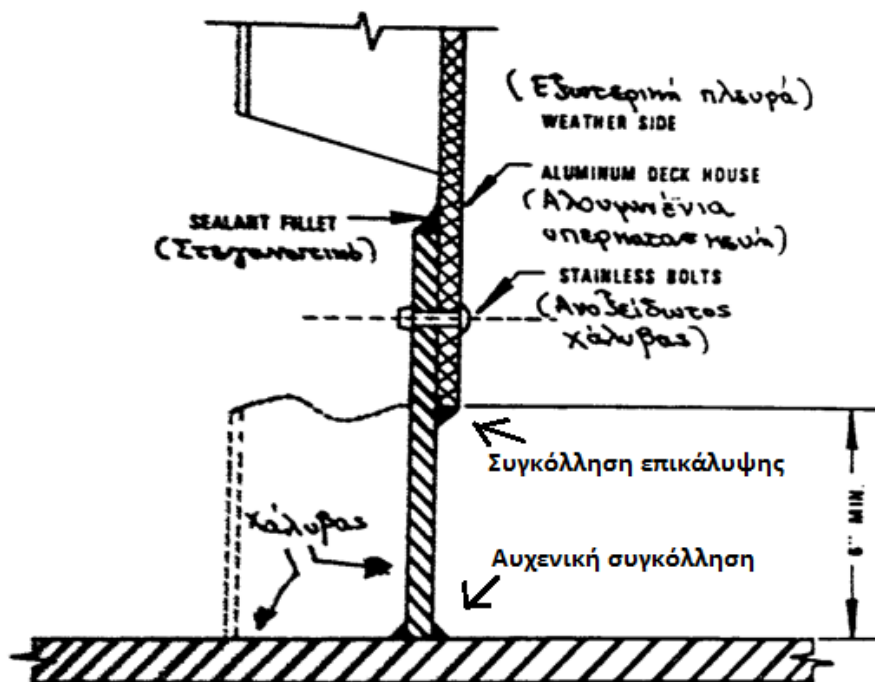 (Εξωτερική πλευρά)
WEATHER SIDE
ALUMINUM DECK HOUSE
(Αλουμινένια
υπερκατασκευή)
SEALANT FILLET
(Στεγανωτικό)
STAINLESS BOLTS
(Ανοξείδωτος
χάλυβας)
Συγκόλληση επικάλυψης
6" MIN.
Χάλυβας
Αυχενική συγκόλληση